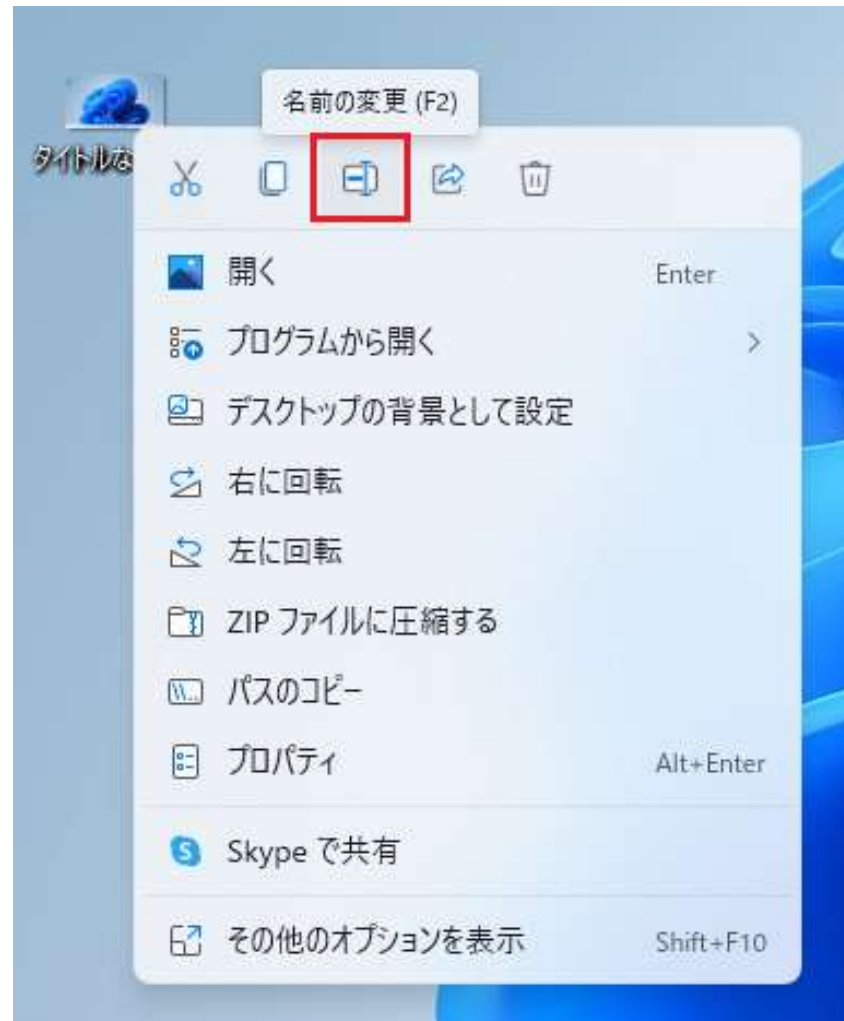 名前の変更 (F2)
タイトルな
開く Enter
プログラムから開く
デスクトップの背景として設定
右に回転
左に回転
ZIP ファイルに圧縮する
パスのコピー
プロパティ Alt+Enter
Skype で共有
その他のオプションを表示 Shift+F10